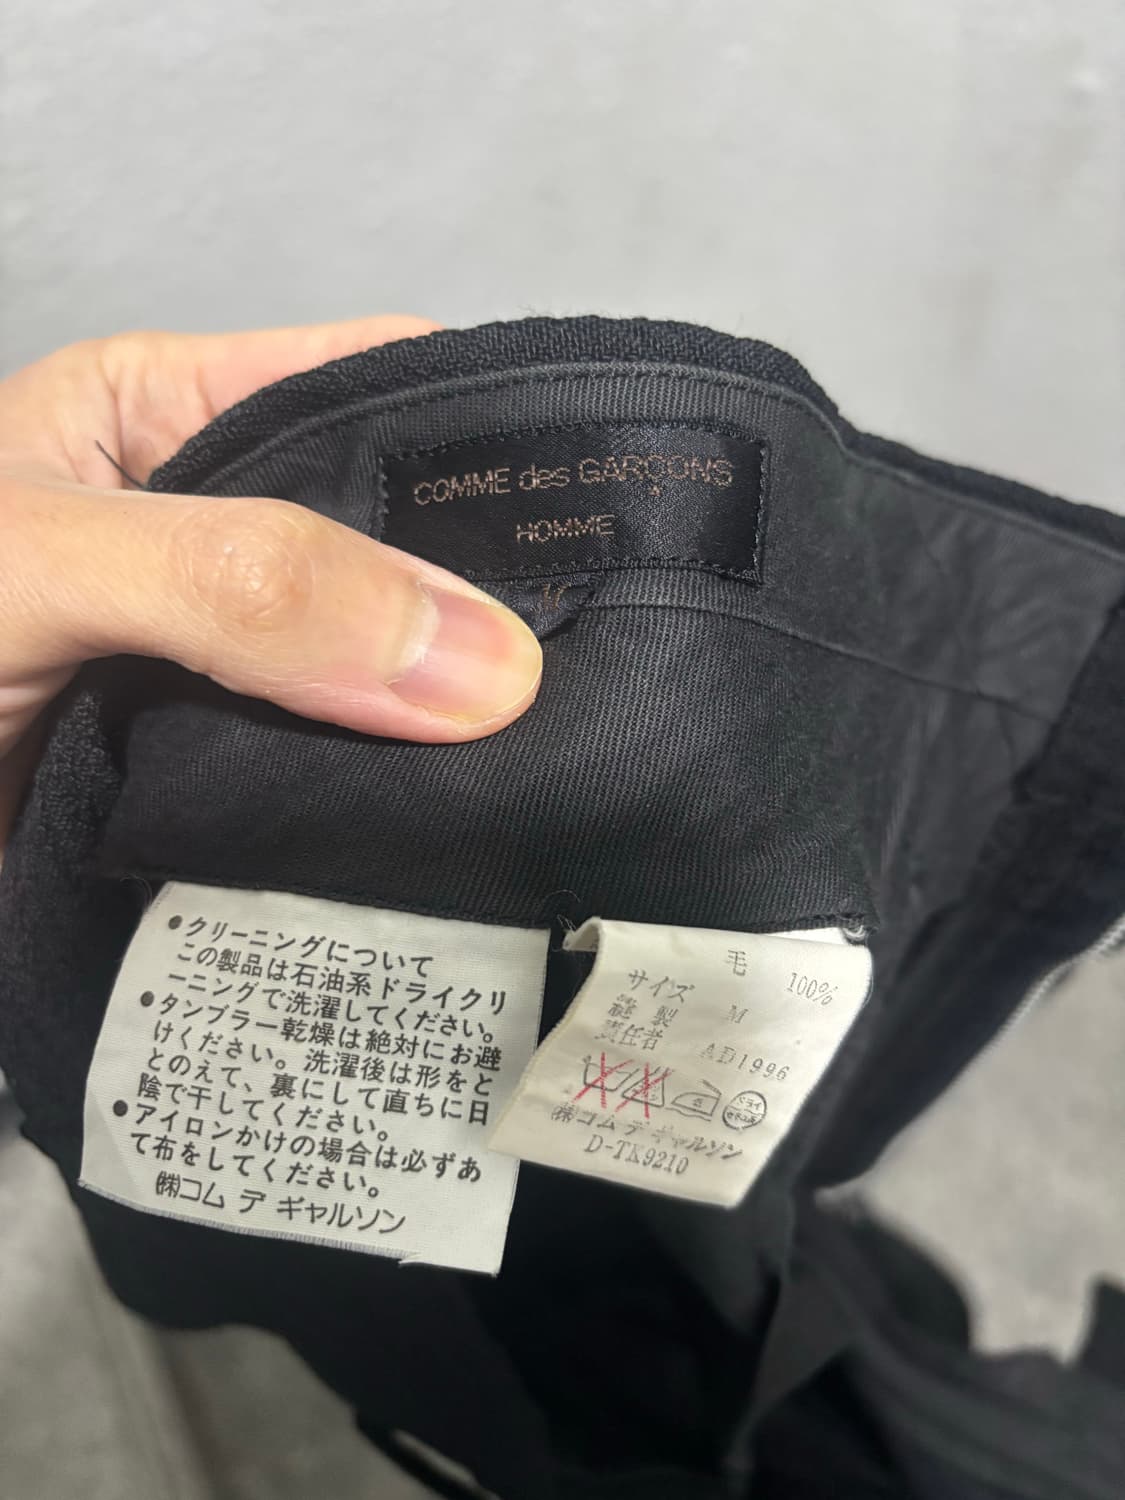 COMME des GARÇONS
HOMME
M
●クリーニングについて
この製品は石油系ドライクリ
ーニングで洗濯してください。
●タンブラー乾燥は絶対にお避
けください。洗濯後は形をと
とのえて、裏にして直ちに日
陰で干してください。
●アイロンかけの場合は必ずあ
て布をしてください。
㈱コム デ ギャルソン
毛 100%
サイズ M
縫製
責任者 AD1996
ドライ
セキユ系
㈱コム デ ギャルソン
D-TK9210